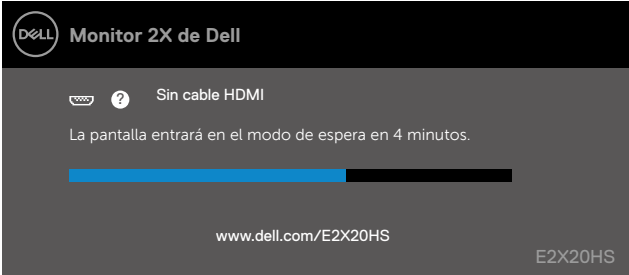 DELL Monitor 2X de Dell
? Sin cable HDMI
La pantalla entrará en el modo de espera en 4 minutos.
www.dell.com/E2X20HS
E2X20HS